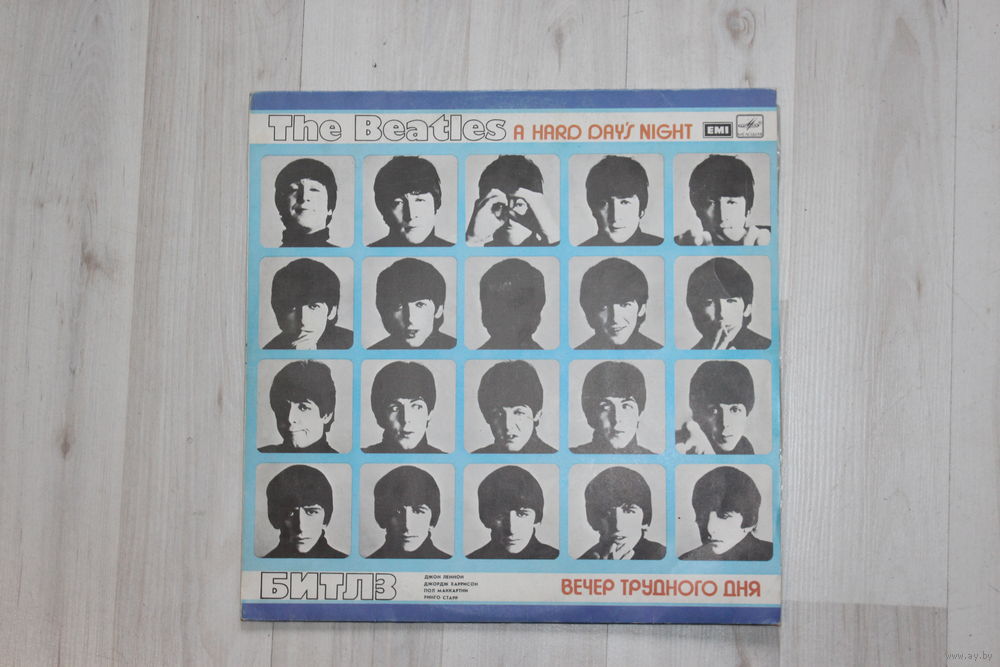 The Beatles A HARD DAY'S NIGHT EMI
БИТЛЗ
ДЖОН ЛЕННОН
ДЖОРДЖ ХАРРИСОН
ПОЛ МАККАРТНИ
РИНГО СТАРР
ВЕЧЕР ТРУДНОГО ДНЯ
www.ay.by